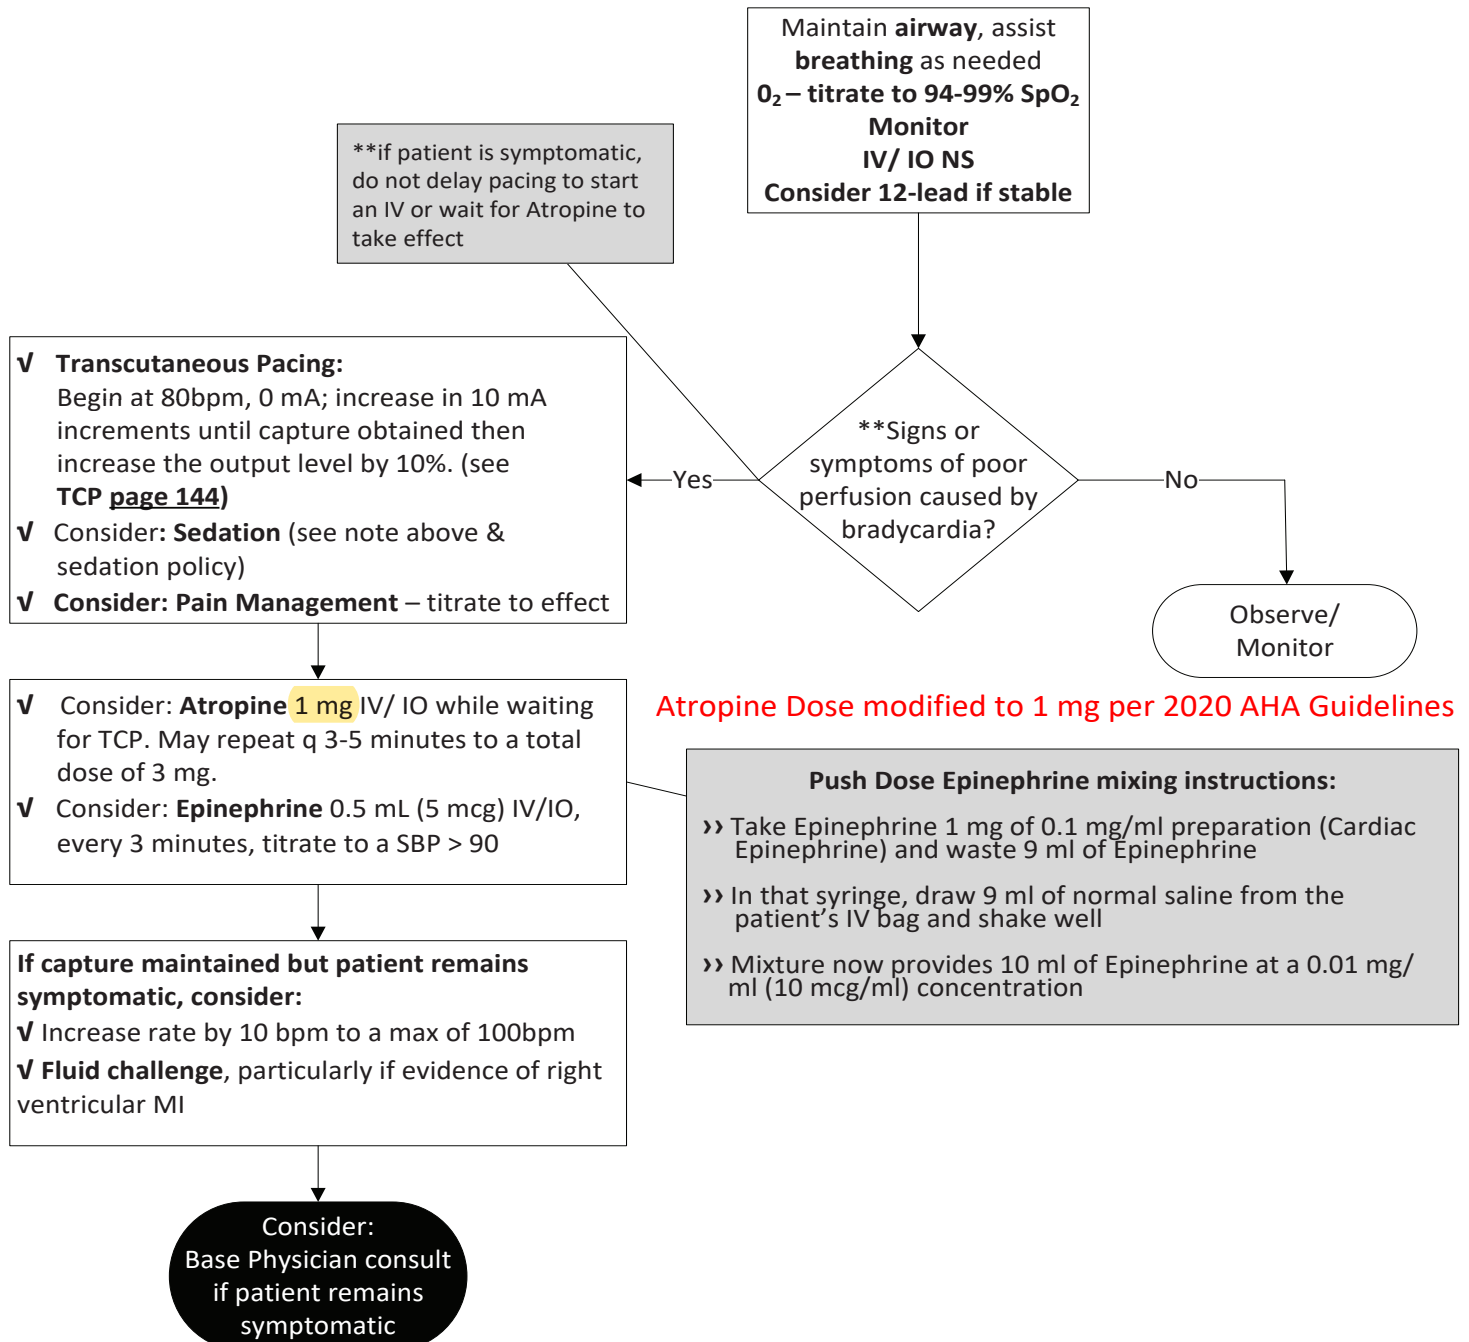 Maintain airway, assist
breathing as needed
0₂ – titrate to 94-99% SpO₂
Monitor
IV/ IO NS
Consider 12-lead if stable
**if patient is symptomatic,
do not delay pacing to start
an IV or wait for Atropine to
take effect
**Signs or
symptoms of poor
perfusion caused by
bradycardia?
Yes
No
Observe/
Monitor
√ Transcutaneous Pacing:
Begin at 80bpm, 0 mA; increase in 10 mA
increments until capture obtained then
increase the output level by 10%. (see
TCP page 144)
√ Consider: Sedation (see note above &
sedation policy)
√ Consider: Pain Management – titrate to effect
√ Consider: Atropine 1 mg IV/ IO while waiting
for TCP. May repeat q 3-5 minutes to a total
dose of 3 mg.
√ Consider: Epinephrine 0.5 mL (5 mcg) IV/IO,
every 3 minutes, titrate to a SBP > 90
Atropine Dose modified to 1 mg per 2020 AHA Guidelines
Push Dose Epinephrine mixing instructions:
›› Take Epinephrine 1 mg of 0.1 mg/ml preparation (Cardiac
Epinephrine) and waste 9 ml of Epinephrine
›› In that syringe, draw 9 ml of normal saline from the
patient’s IV bag and shake well
›› Mixture now provides 10 ml of Epinephrine at a 0.01 mg/
ml (10 mcg/ml) concentration
If capture maintained but patient remains
symptomatic, consider:
√ Increase rate by 10 bpm to a max of 100bpm
√ Fluid challenge, particularly if evidence of right
ventricular MI
Consider:
Base Physician consult
if patient remains
symptomatic